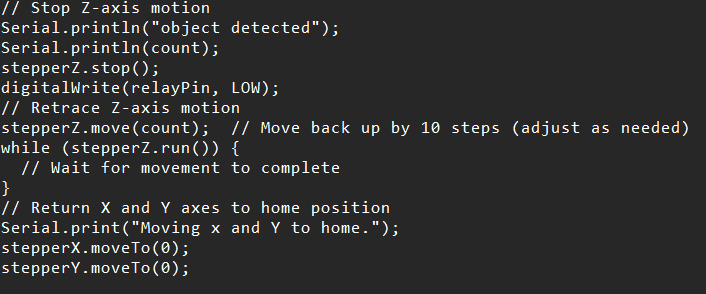 // Stop Z-axis motion
Serial.println("object detected");
Serial.println(count);
stepperZ.stop();
digitalWrite(relayPin, LOW);
// Retrace Z-axis motion
stepperZ.move(count);  // Move back up by 10 steps (adjust as needed)
while (stepperZ.run()) {
  // Wait for movement to complete
}
// Return X and Y axes to home position
Serial.print("Moving x and Y to home.");
stepperX.moveTo(0);
stepperY.moveTo(0);